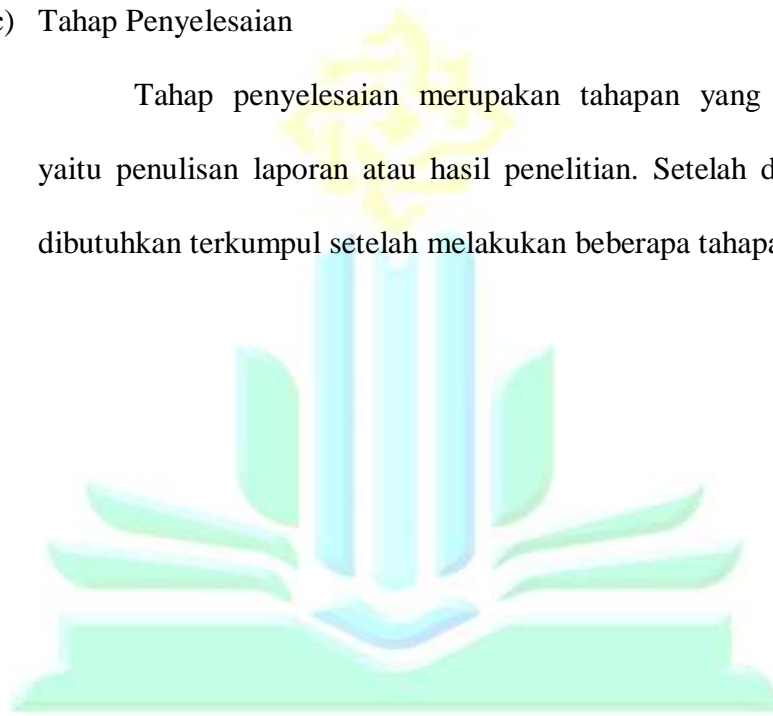 c) Tahap Penyelesaian
Tahap penyelesaian merupakan tahapan yang
yaitu penulisan laporan atau hasil penelitian. Setelah
dibutuhkan terkumpul setelah melakukan beberapa